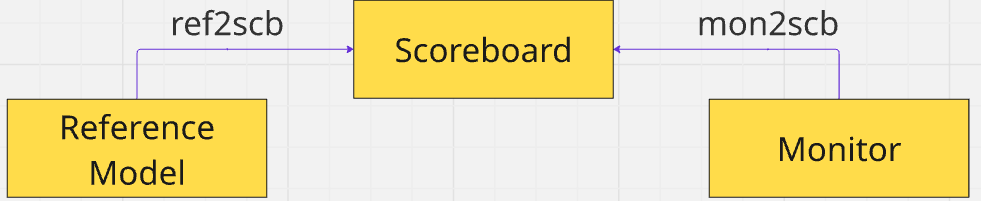 ref2scb
mon2scb
Scoreboard
Reference
Model
Monitor